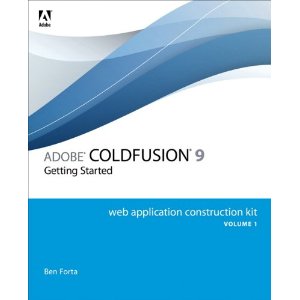 Adobe
ADOBE® COLDFUSION® 9
Getting Started
web application construction kit
VOLUME 1
Ben Forta